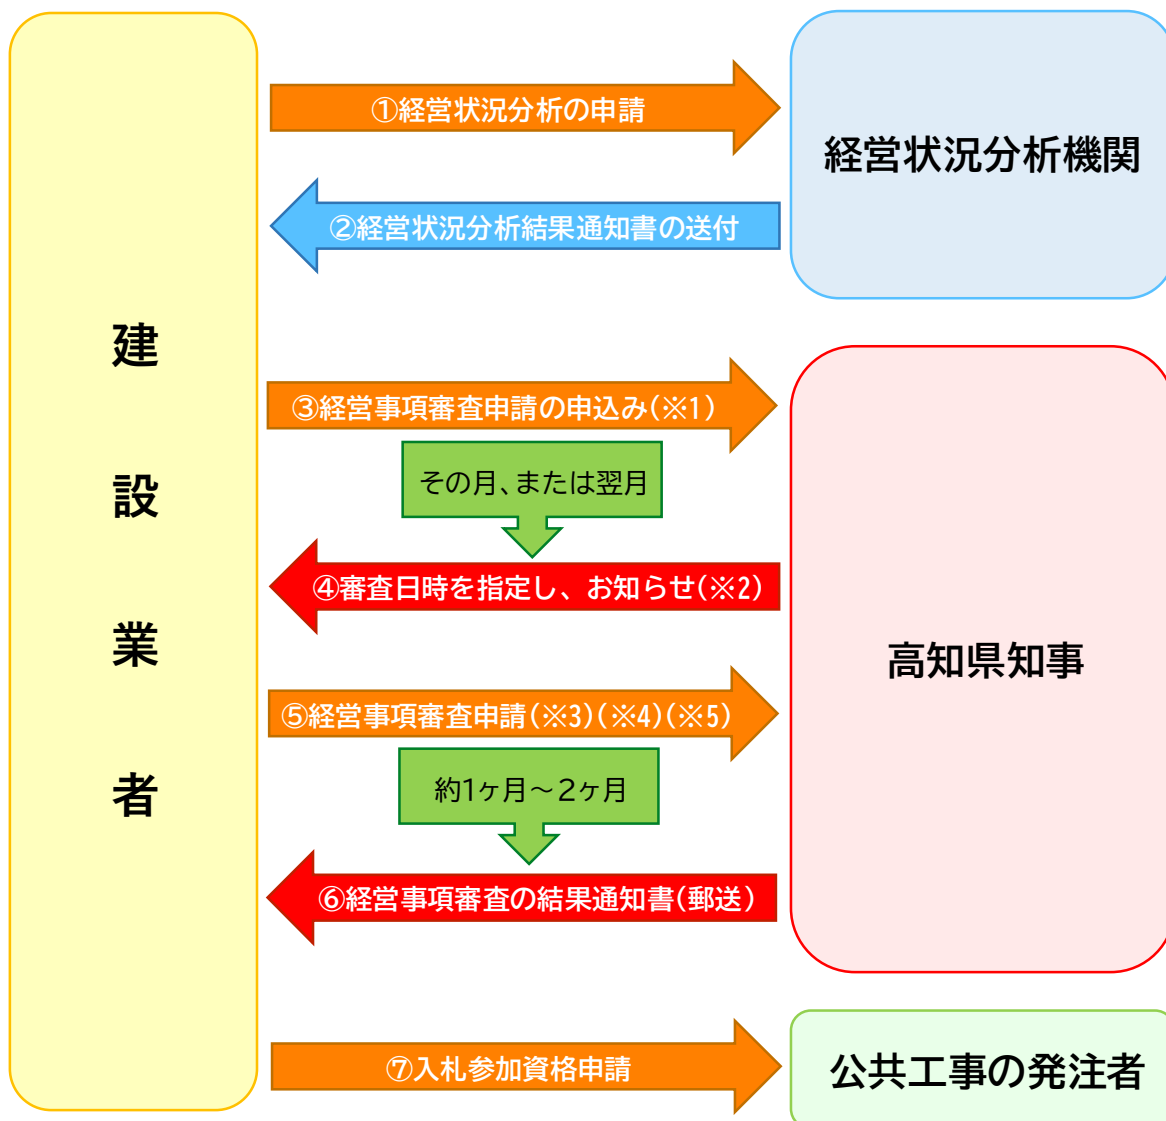 建設業者
①経営状況分析の申請
経営状況分析機関
②経営状況分析結果通知書の送付
③経営事項審査申請の申込み(※1)
その月、または翌月
④審査日時を指定し、お知らせ(※2)
高知県知事
⑤経営事項審査申請(※3)(※4)(※5)
約1ヶ月～2ヶ月
⑥経営事項審査の結果通知書(郵送)
⑦入札参加資格申請
公共工事の発注者